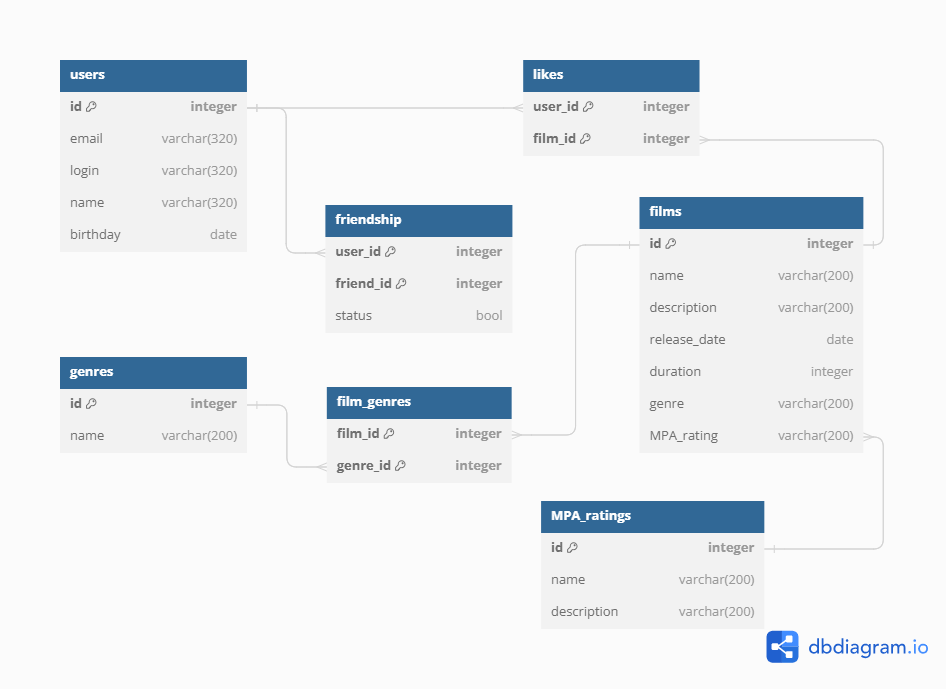 users
id integer
email varchar(320)
login varchar(320)
name varchar(320)
birthday date
likes
user_id integer
film_id integer
friendship
user_id integer
friend_id integer
status bool
films
id integer
name varchar(200)
description varchar(200)
release_date date
duration integer
genre varchar(200)
MPA_rating varchar(200)
genres
id integer
name varchar(200)
film_genres
film_id integer
genre_id integer
MPA_ratings
id integer
name varchar(200)
description varchar(200)
dbdiagram.io